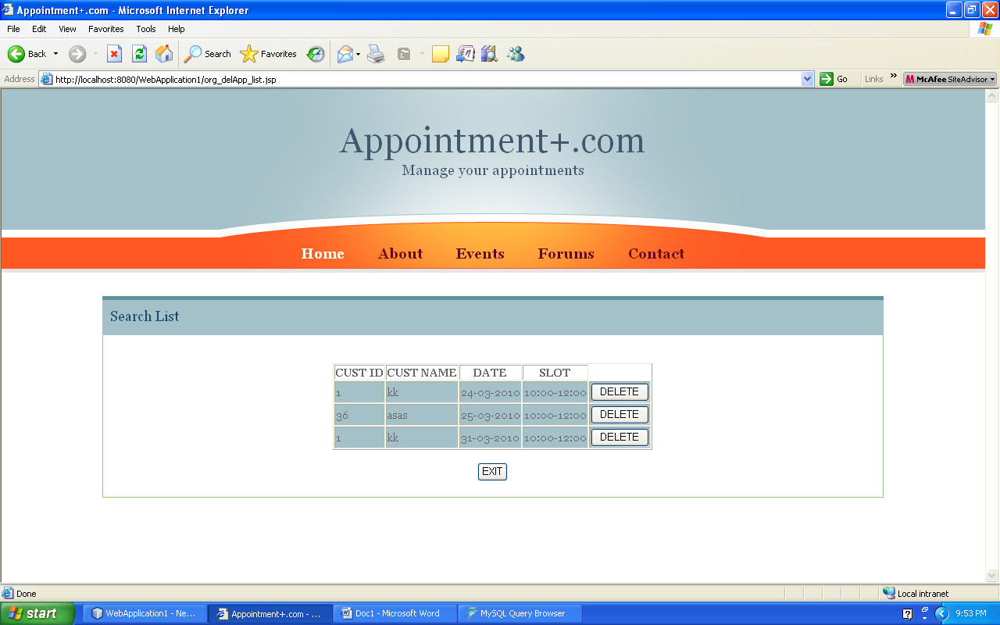 Appointment+.com - Microsoft Internet Explorer
File Edit View Favorites Tools Help
Back Search Favorites
Address http://localhost:8080/WebApplication1/org_delApp_list.jsp Go Links » McAfee SiteAdvisor
Appointment+.com
Manage your appointments
Home About Events Forums Contact
Search List
CUST ID CUST NAME DATE SLOT
1 kk 24-03-2010 10:00-12:00 DELETE
36 asas 25-03-2010 10:00-12:00 DELETE
1 kk 31-03-2010 10:00-12:00 DELETE
EXIT
Done Local intranet
start WebApplication1 - Ne... Appointment+.com - ... Doc1 - Microsoft Word MySQL Query Browser 9:53 PM